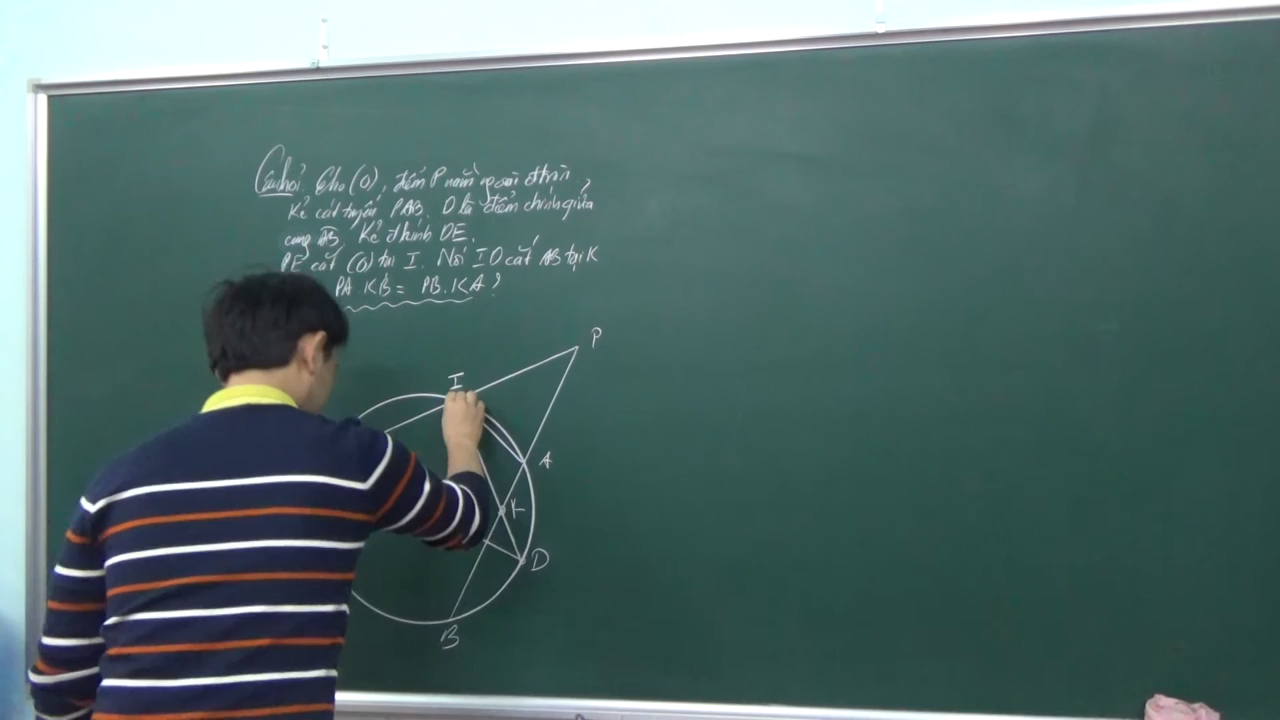 Câu hỏi. Cho (O), điểm P nằm ngoài đtròn
Kẻ cát tuyến PAB. D là điểm chính giữa
cung AB. Kẻ đkính DE.
PE cắt (O) tại I. Nối ID cắt AB tại K
PA.KB = PB.KA?
P
I
A
K
D
B